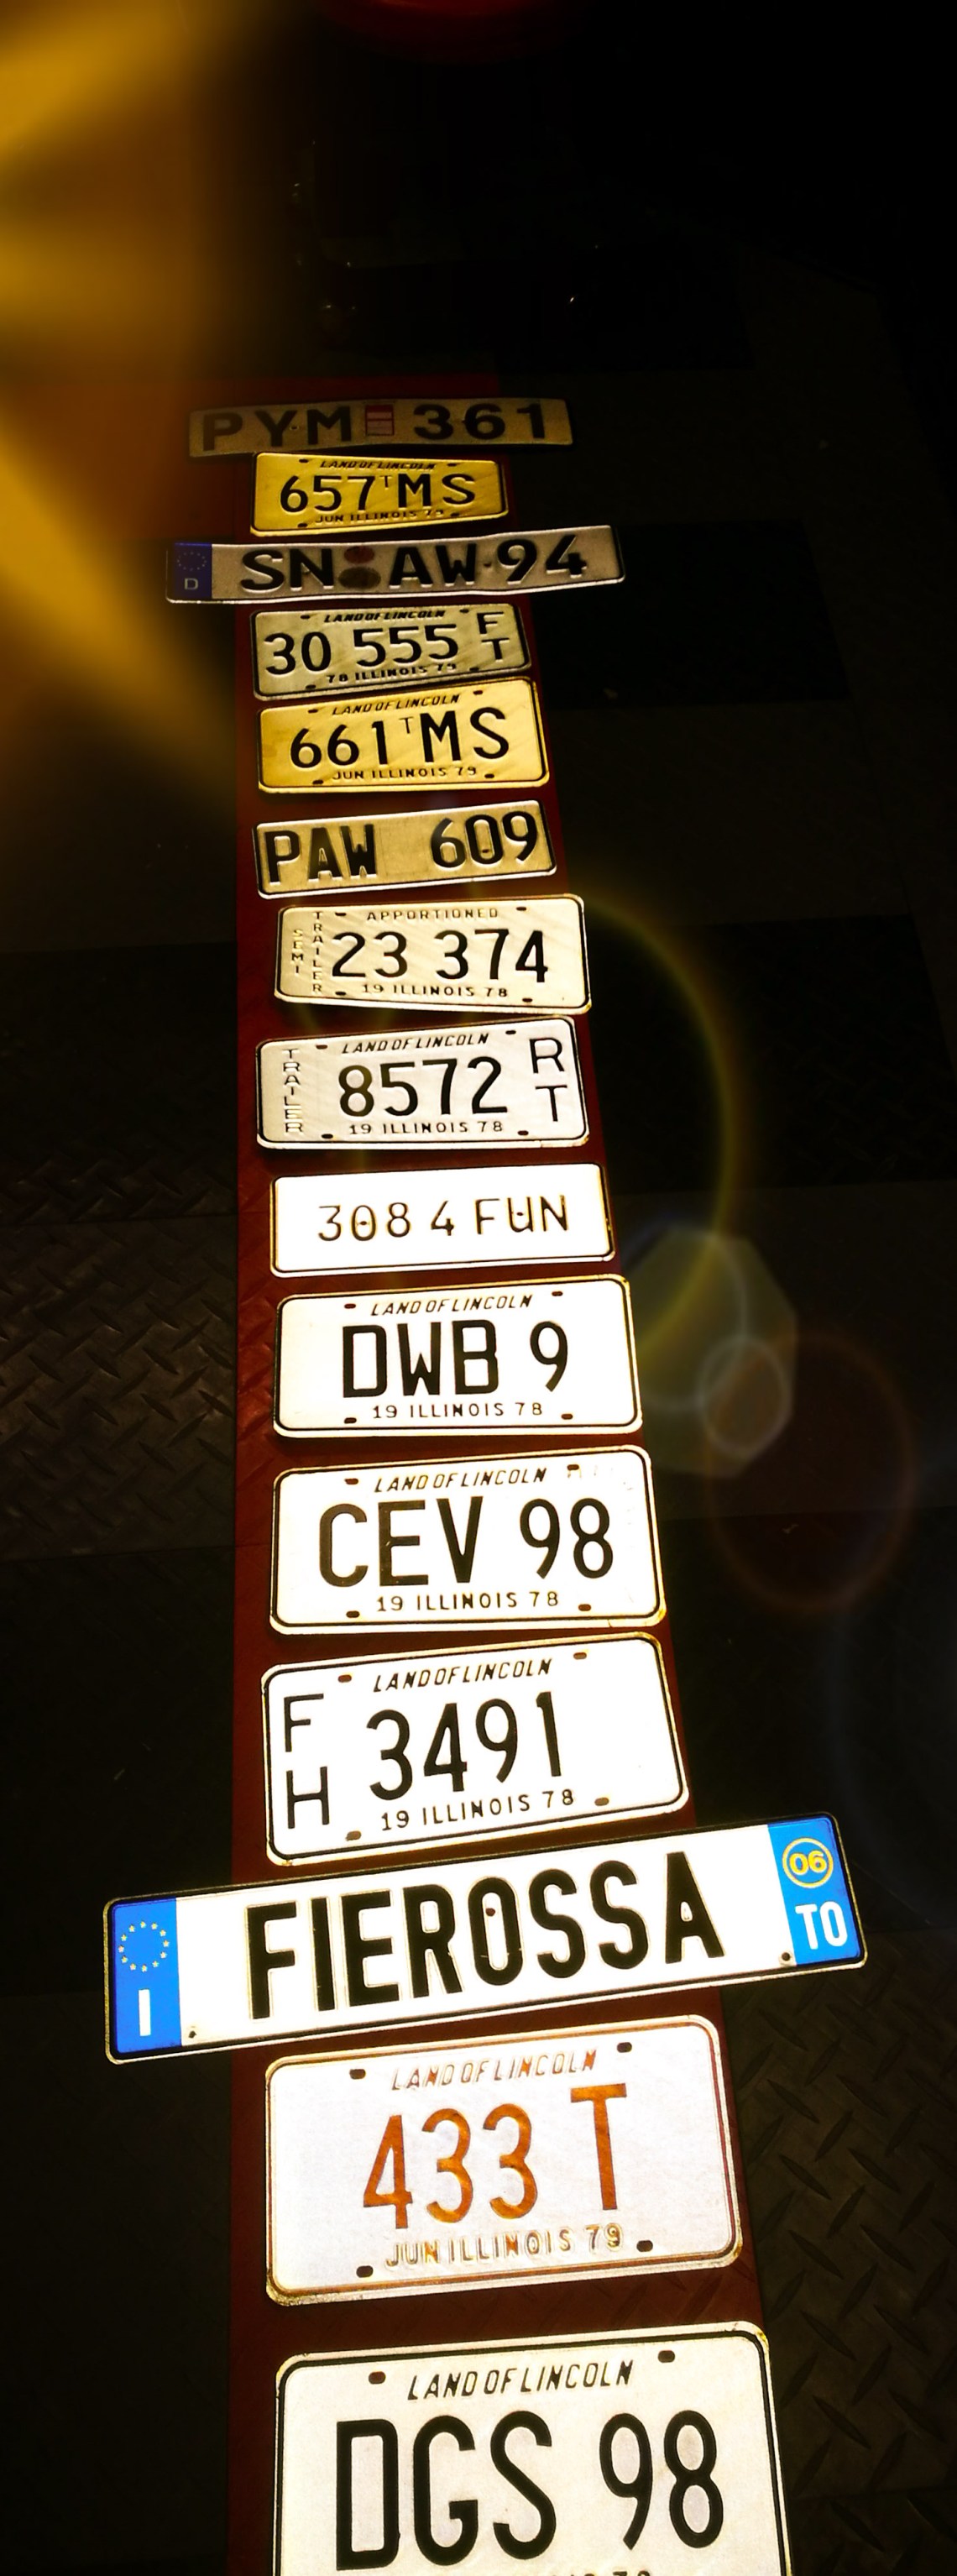 PYM 361
LAND OF LINCOLN
657 T MS
JUN ILLINOIS 79
D
SN AW 94
LAND OF LINCOLN
30 555 FT
78 ILLINOIS 79
LAND OF LINCOLN
661 T MS
JUN ILLINOIS 79
PAW 609
APPORTIONED
SEMI TRAILER
23 374
19 ILLINOIS 78
LAND OF LINCOLN
TRAILER
8572 RT
19 ILLINOIS 78
308 4 FUN
LAND OF LINCOLN
DWB 9
19 ILLINOIS 78
LAND OF LINCOLN
CEV 98
19 ILLINOIS 78
LAND OF LINCOLN
FH 3491
19 ILLINOIS 78
06
FIEROSSA
I
TO
LAND OF LINCOLN
433 T
JUN ILLINOIS 79
LAND OF LINCOLN
DGS 98